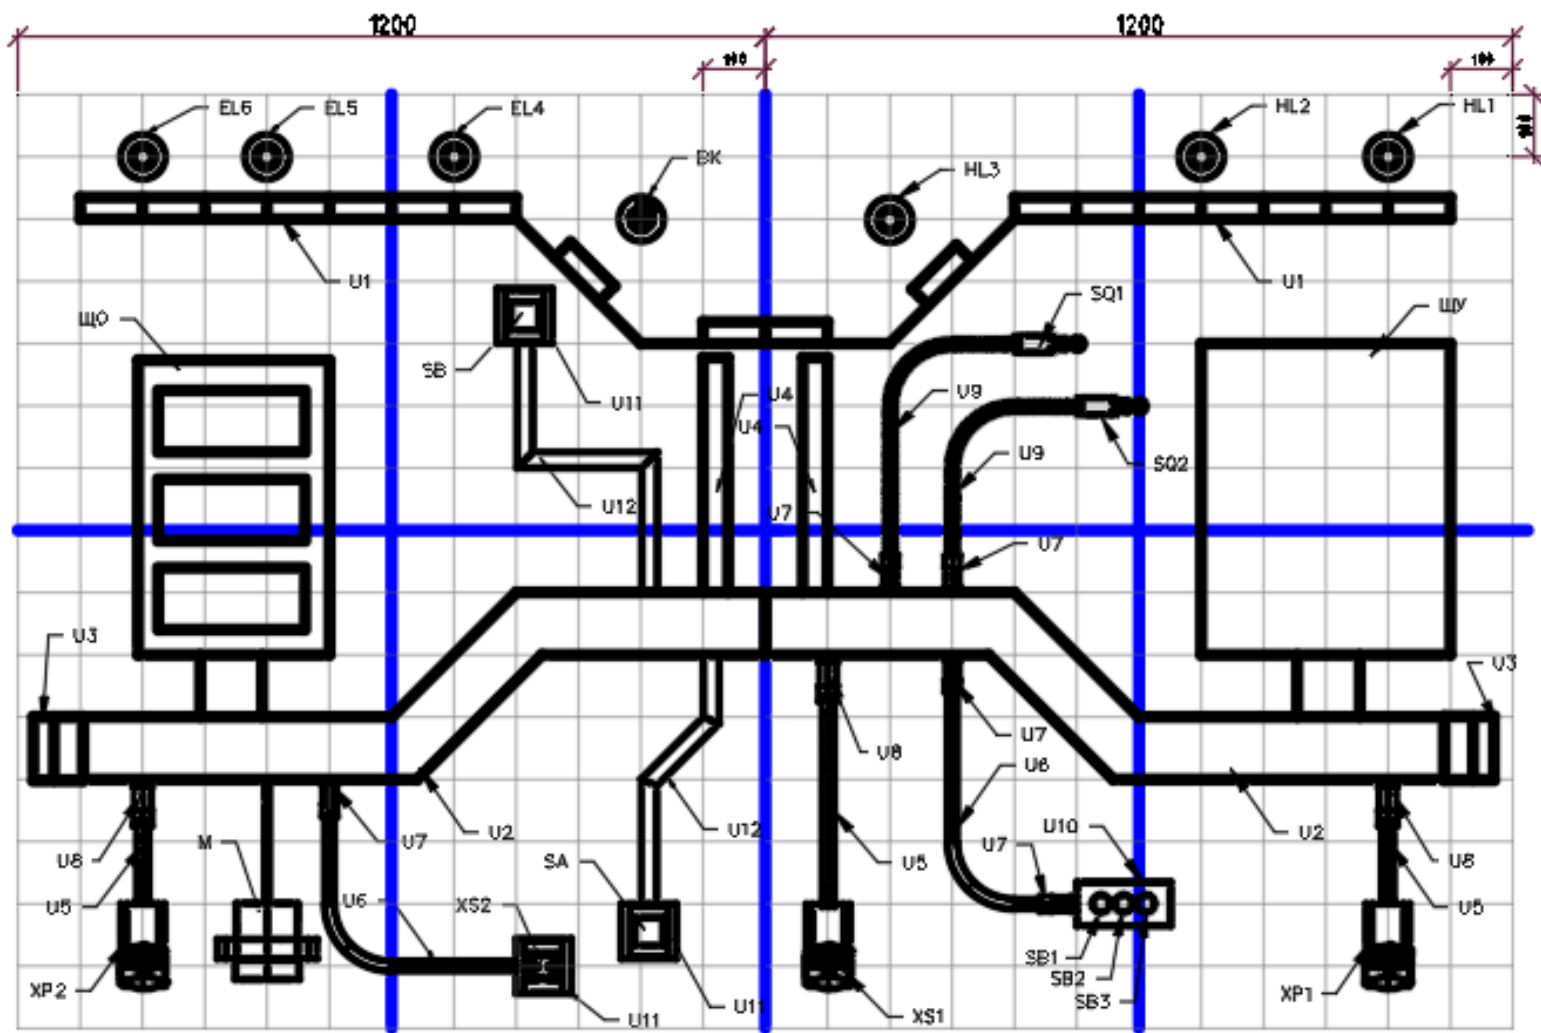 1200 1200
100 100
100
EL6 EL5 EL4 HL2 HL1
BK HL3
U1 U1
SQ1
ЩО ЩУ
SB
U11 U4 U9
U4 U9 SQ2
U12
U7 U7
U3 U3
U7
U8 U6
U2 U12 U2
U10
U8 M U7 SA U5 U7 U8
U5 U6 XS2 U5
SB1
SB2
XP2 SB3 XP1
U11 U11 XS1